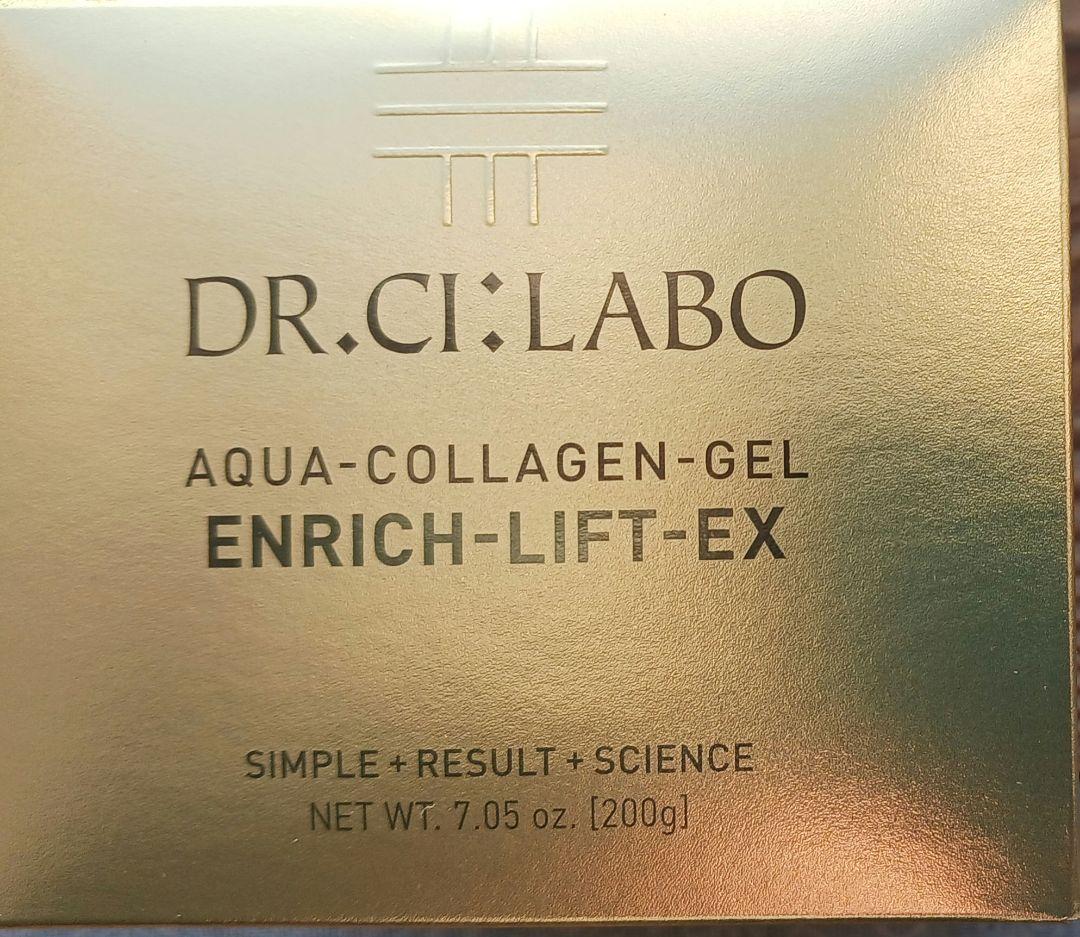 DR.CI:LABO
AQUA-COLLAGEN-GEL
ENRICH-LIFT-EX
SIMPLE + RESULT + SCIENCE
NET WT. 7.05 oz. [200g]